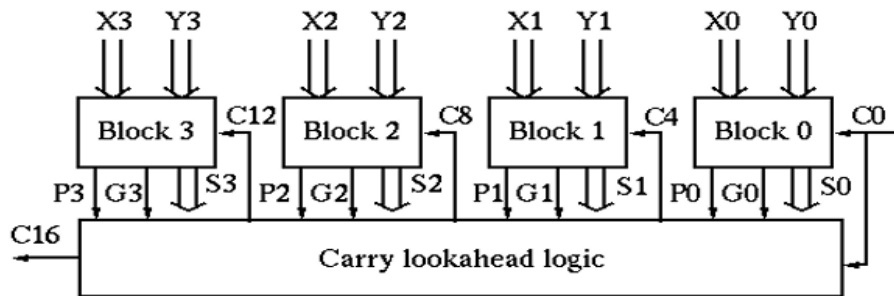 X3 Y3 X2 Y2 X1 Y1 X0 Y0
Block 3 C12 Block 2 C8 Block 1 C4 Block 0 C0
P3 G3 S3 P2 G2 S2 P1 G1 S1 P0 G0 S0
C16
Carry lookahead logic